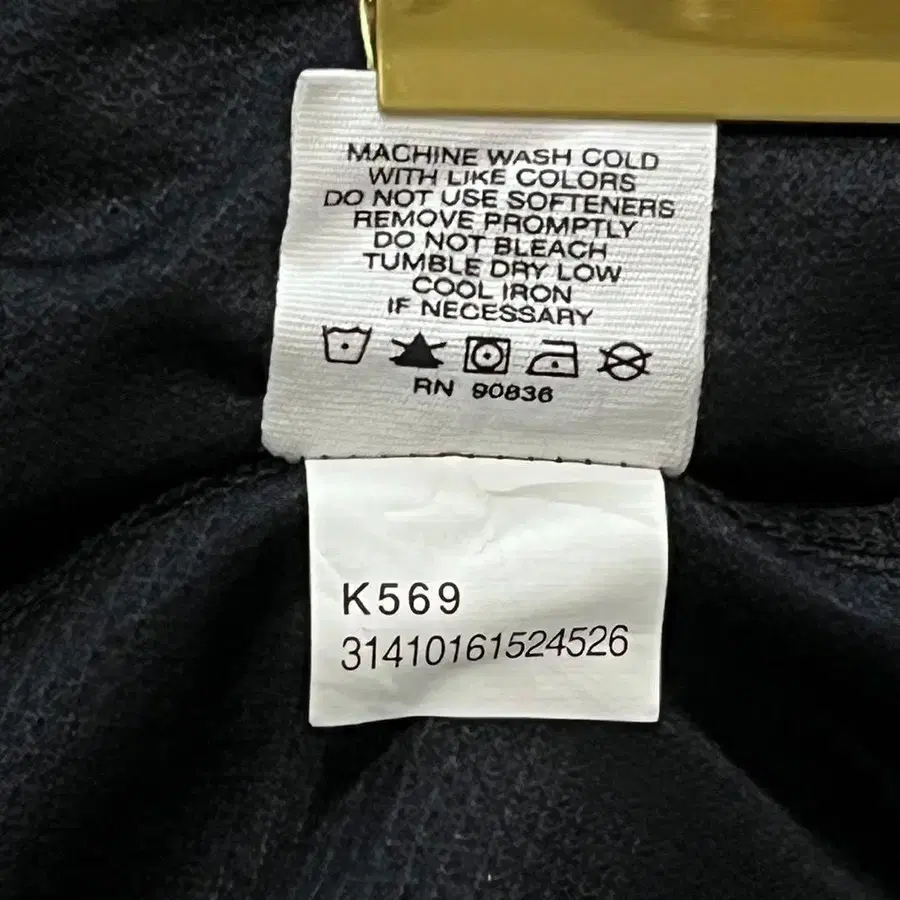 MACHINE WASH COLD
WITH LIKE COLORS
DO NOT USE SOFTENERS
REMOVE PROMPTLY
DO NOT BLEACH
TUMBLE DRY LOW
COOL IRON
IF NECESSARY
RN 90836
K569
31410161524526